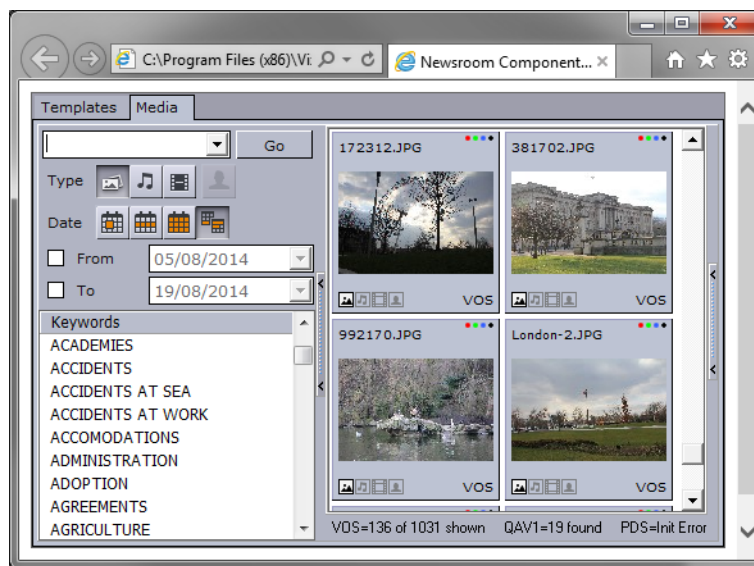 C:\Program Files (x86)\Vi:
Newsroom Component...
Templates Media
Go
Type
Date
From 05/08/2014
To 19/08/2014
Keywords
ACADEMIES
ACCIDENTS
ACCIDENTS AT SEA
ACCIDENTS AT WORK
ACCOMODATIONS
ADMINISTRATION
ADOPTION
AGREEMENTS
AGRICULTURE
172312.JPG
VOS
381702.JPG
VOS
992170.JPG
VOS
London-2.JPG
VOS
VOS=136 of 1031 shown QAV1=19 found PDS=Init Error